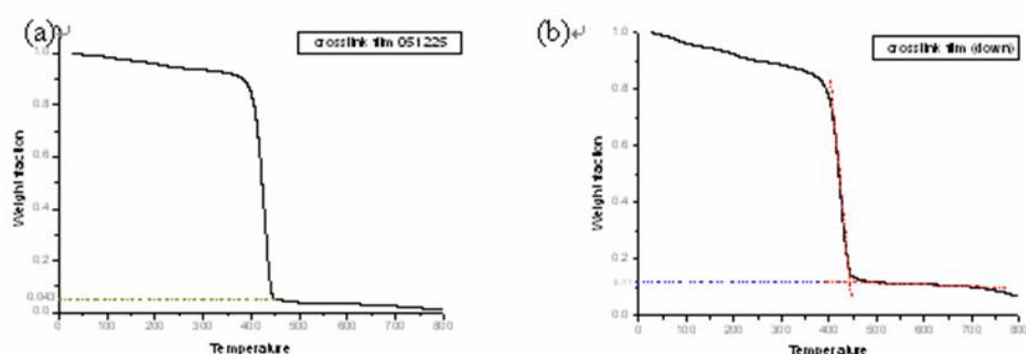 (a)↵
crosslink film 051225
1.0
0.8
0.6
0.4
0.2
0.043
0.0
0 100 200 300 400 500 600 700 800
Weight fraction
Temperature
(b)↵
crosslink film (down)
1.0
0.8
0.6
0.4
0.2
0.11
0.0
0 100 200 300 400 500 600 700 800
Weight fraction
Temperature